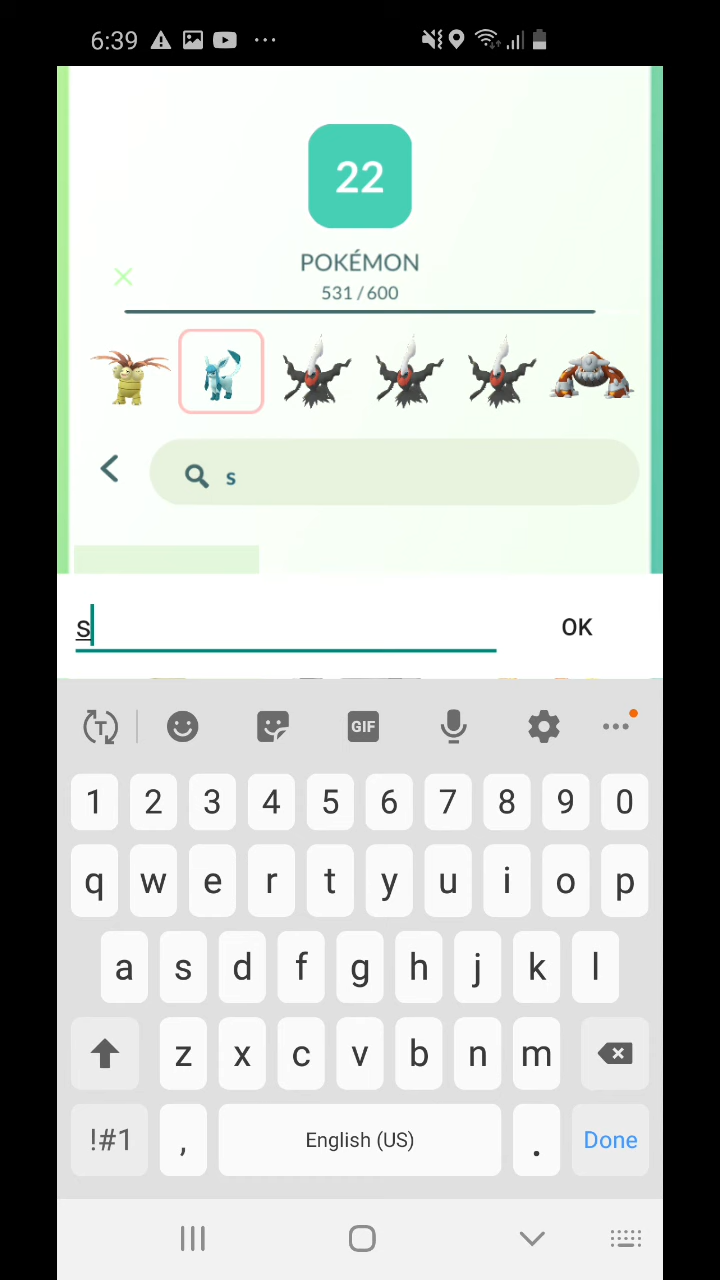 6:39
22
POKÉMON
531 / 600
s
s
OK
GIF
1 2 3 4 5 6 7 8 9 0
q w e r t y u i o p
a s d f g h j k l
z x c v b n m
!#1 , English (US) . Done